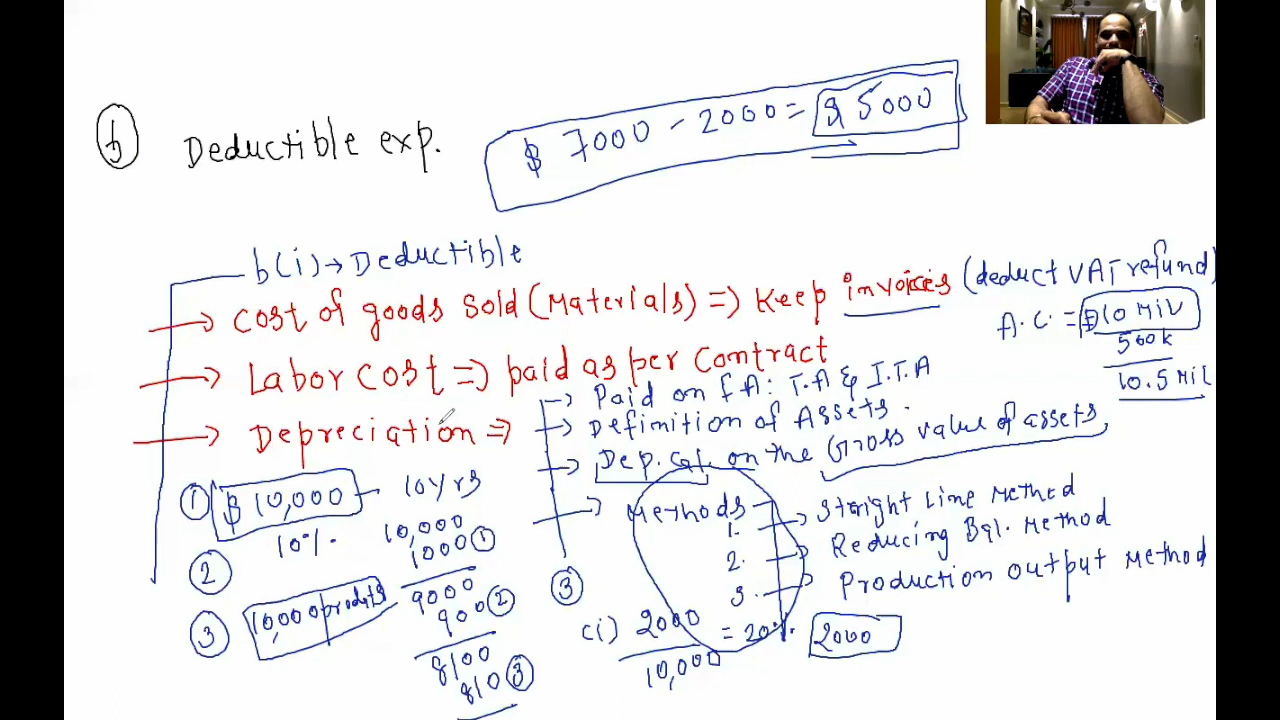 b Deductible exp.
$ 7000 - 2000 = $ 5000
b(i) → Deductible
→ Cost of goods sold (Materials) => Keep invoices (deduct VAT refund)
A.C. = 10 Mil
500k
10.5 Mil
→ Labor Cost => paid as per Contract
→ Depreciation =>
→ Paid on FA: T.A & I.T.A
→ Definition of Assets.
→ Dep. Cal. on the Gross value of assets
→ Methods
1. → Straight Line Method
2. → Reducing Bal. Method
3. → Production output Method
① $ 10,000 - 10 yrs
10%.
②
③ 10,000 products
10,000
1000 ①
9000
900 ②
8100
810 ③
③
(i) 2000
10,000
= 20%. 2000